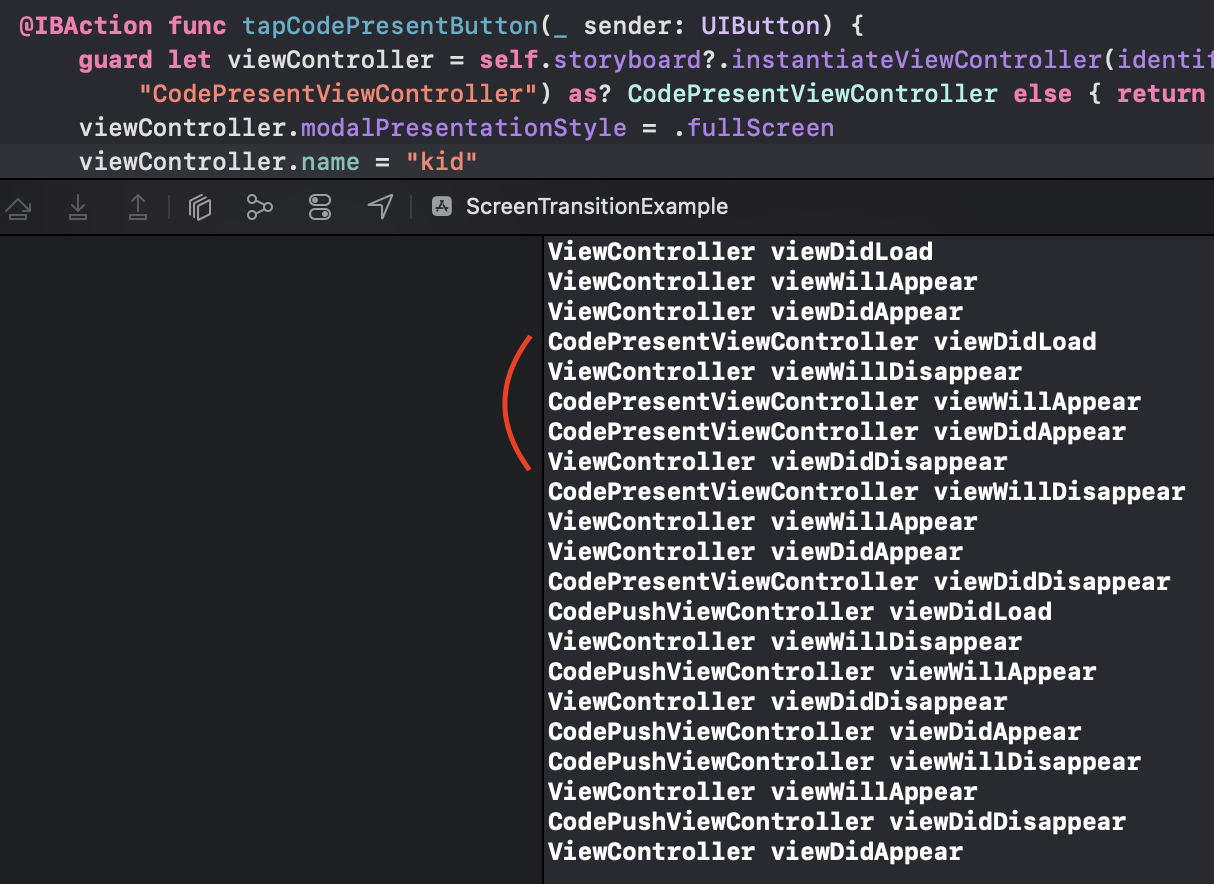 @IBAction func tapCodePresentButton(_ sender: UIButton) {
guard let viewController = self.storyboard?.instantiateViewController(
"CodePresentViewController") as? CodePresentViewController else { return
viewController.modalPresentationStyle = .fullScreen
viewController.name = "kid"
ScreenTransitionExample
ViewController viewDidLoad
ViewController viewWillAppear
ViewController viewDidAppear
CodePresentViewController viewDidLoad
ViewController viewWillDisappear
CodePresentViewController viewWillAppear
CodePresentViewController viewDidAppear
ViewController viewDidDisappear
CodePresentViewController viewWillDisappear
ViewController viewWillAppear
ViewController viewDidAppear
CodePresentViewController viewDidDisappear
CodePushViewController viewDidLoad
ViewController viewWillDisappear
CodePushViewController viewWillAppear
ViewController viewDidDisappear
CodePushViewController viewDidAppear
CodePushViewController viewWillDisappear
ViewController viewWillAppear
CodePushViewController viewDidDisappear
ViewController viewDidAppear